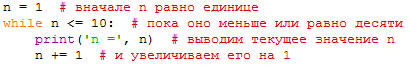 n = 1  # вначале n равно единице
while n <= 10:  # пока оно меньше или равно десяти
    print('n =', n)  # выводим текущее значение n
    n += 1  # и увеличиваем его на 1